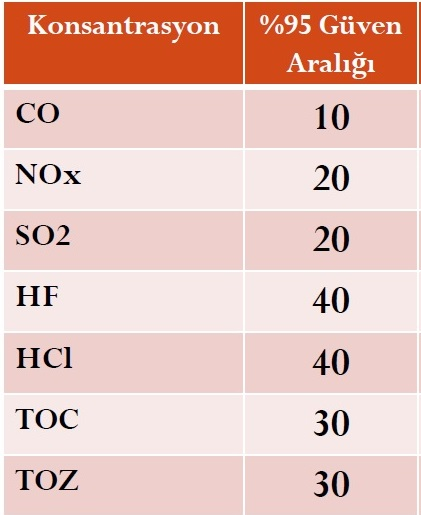 Konsantrasyon %95 Güven
Aralığı
CO 10
NOx 20
SO2 20
HF 40
HCl 40
TOC 30
TOZ 30